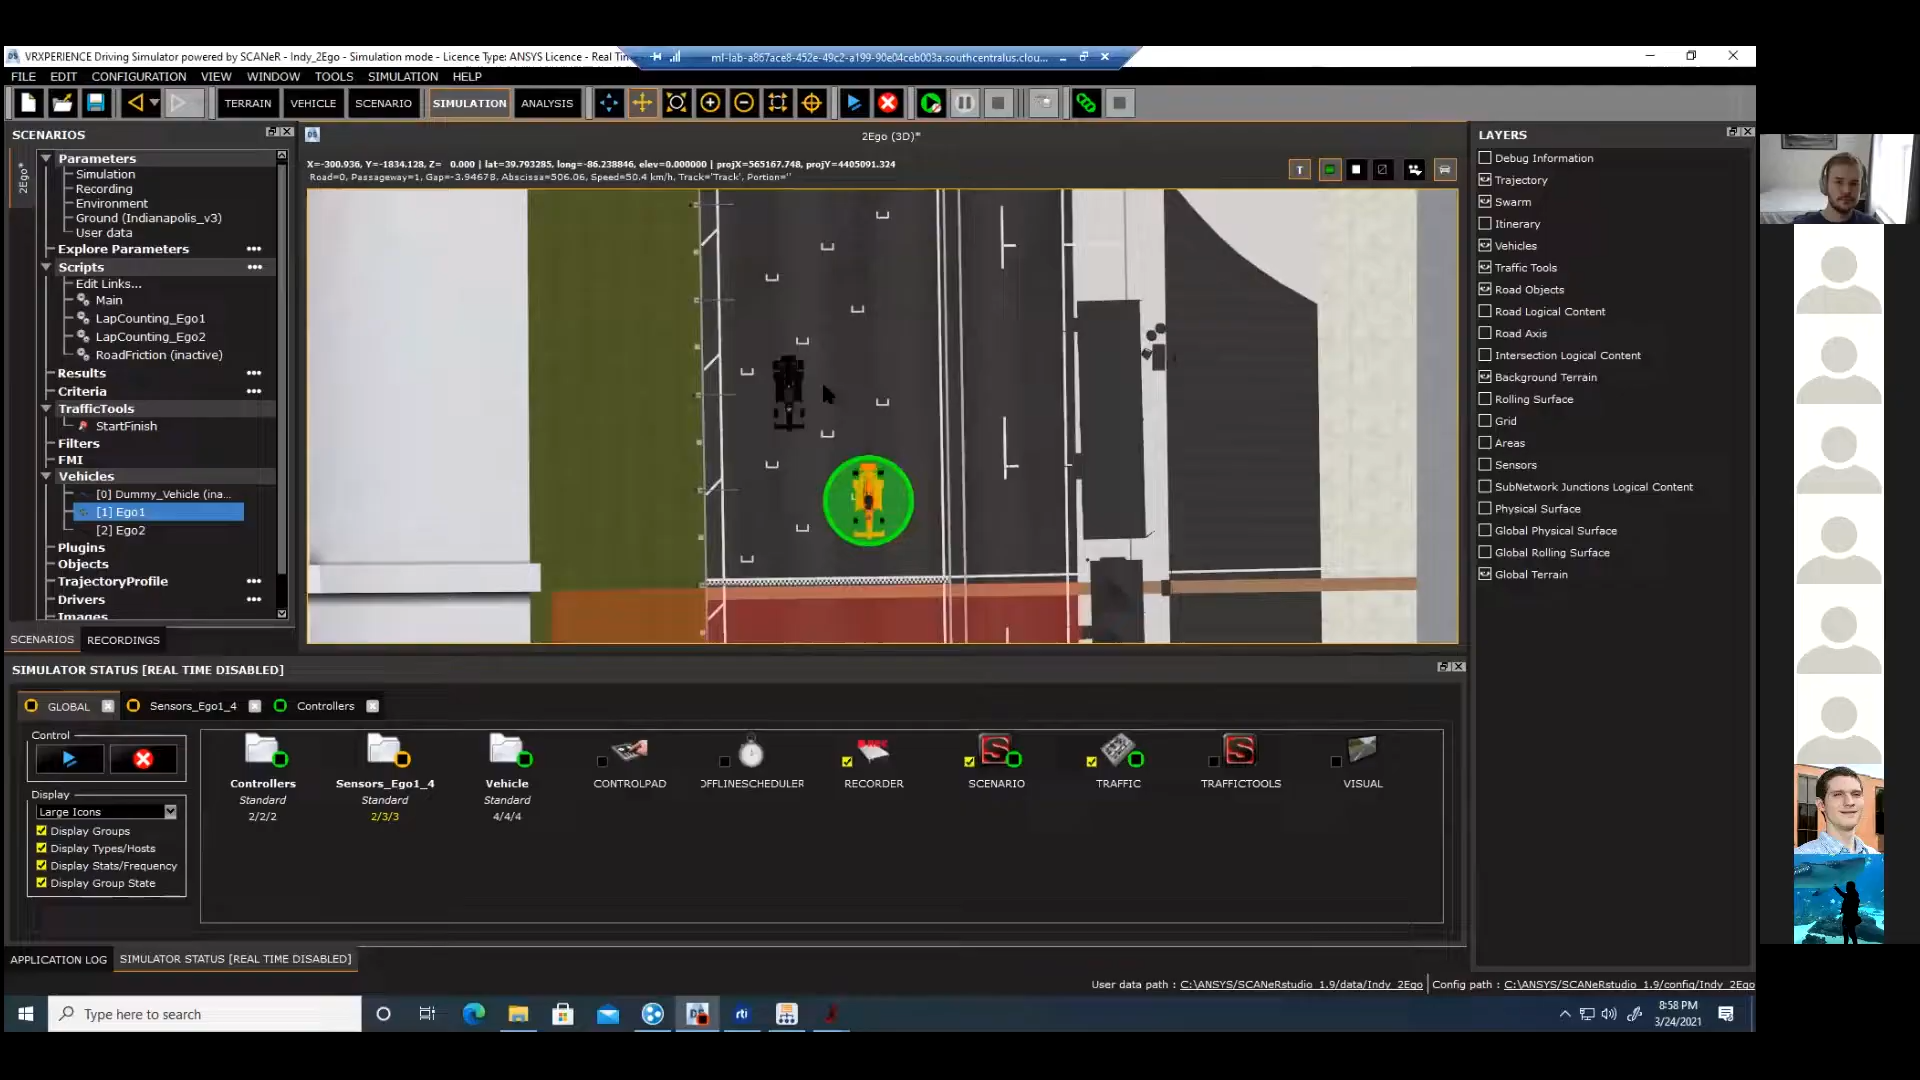 VRXPERIENCE Driving Simulator powered by SCANeR - Indy_2Ego - Simulation mode - Licence Type: ANSYS Licence - Real Tim
ml-lab-a867ace8-452e-49c2-a199-90e04ceb003a.southcentralus.clou...
FILE EDIT CONFIGURATION VIEW WINDOW TOOLS SIMULATION HELP
TERRAIN VEHICLE SCENARIO SIMULATION ANALYSIS
SCENARIOS
2Ego*
Parameters
Simulation
Recording
Environment
Ground (Indianapolis_v3)
User data
Explore Parameters
Scripts
Edit Links...
Main
LapCounting_Ego1
LapCounting_Ego2
RoadFriction (inactive)
Results
Criteria
TrafficTools
StartFinish
Filters
FMI
Vehicles
[0] Dummy_Vehicle (ina...
[1] Ego1
[2] Ego2
Plugins
Objects
TrajectoryProfile
Drivers
Images
SCENARIOS RECORDINGS
2Ego (3D)*
X=-300.936, Y=-1834.128, Z= 0.000 | lat=39.793285, long=-86.238846, elev=0.000000 | projX=565167.748, projY=4405091.324
Road=0, Passageway=1, Gap=-3.94678, Abscissa=506.06, Speed=50.4 km/h, Track='Track', Portion=''
T
LAYERS
Debug Information
Trajectory
Swarm
Itinerary
Vehicles
Traffic Tools
Road Objects
Road Logical Content
Road Axis
Intersection Logical Content
Background Terrain
Rolling Surface
Grid
Areas
Sensors
SubNetwork Junctions Logical Content
Physical Surface
Global Physical Surface
Global Rolling Surface
Global Terrain
SIMULATOR STATUS [REAL TIME DISABLED]
GLOBAL Sensors_Ego1_4 Controllers
Control
Display
Large Icons
Display Groups
Display Types/Hosts
Display Stats/Frequency
Display Group State
Controllers
Standard
2/2/2
Sensors_Ego1_4
Standard
2/3/3
Vehicle
Standard
4/4/4
CONTROLPAD
OFFLINESCHEDULER
RECORDER
SCENARIO
TRAFFIC
TRAFFICTOOLS
VISUAL
APPLICATION LOG SIMULATOR STATUS [REAL TIME DISABLED]
User data path : C:\ANSYS/SCANeRstudio_1.9/data/Indy_2Ego Config path : C:\ANSYS/SCANeRstudio_1.9/config/Indy_2Ego
Type here to search
rti
8:58 PM
3/24/2021